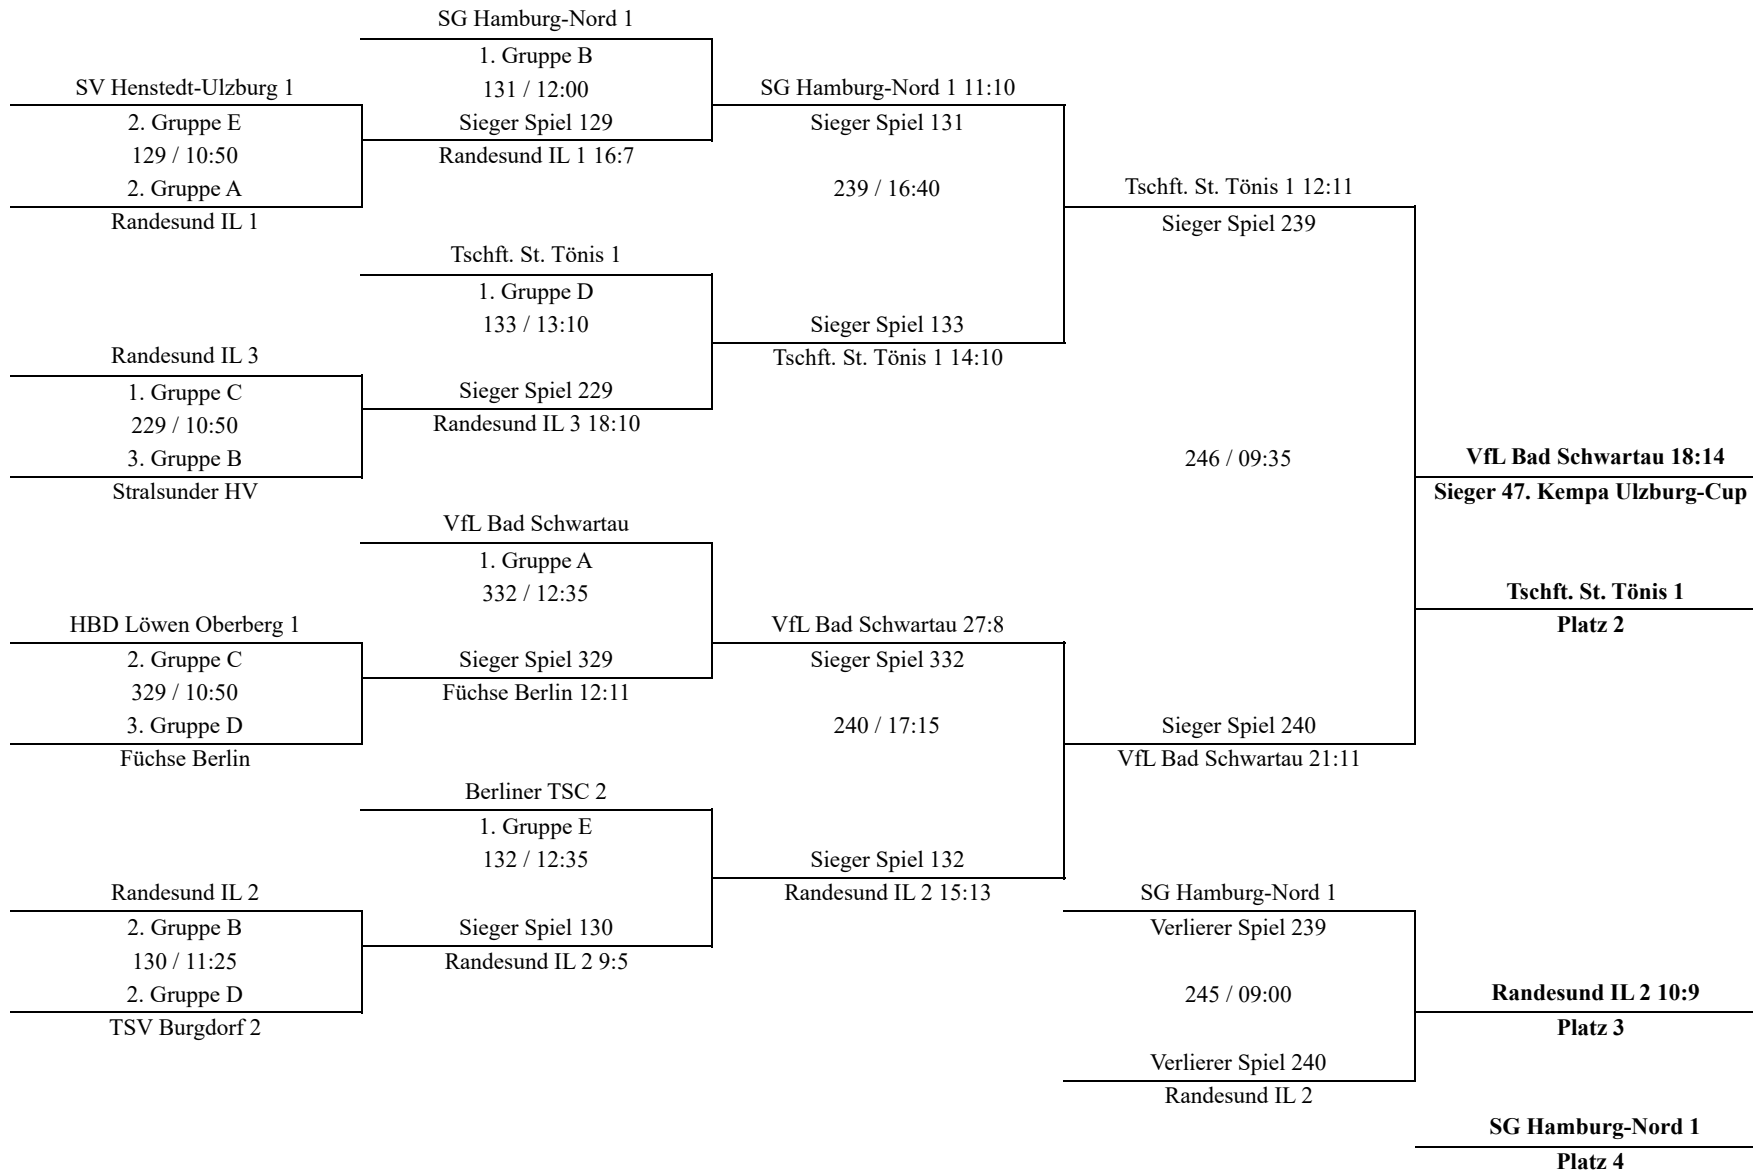 SG Hamburg-Nord 1
1. Gruppe B
SV Henstedt-Ulzburg 1
131 / 12:00
SG Hamburg-Nord 1 11:10
2. Gruppe E
Sieger Spiel 129
Sieger Spiel 131
129 / 10:50
Randesund IL 1 16:7
2. Gruppe A
239 / 16:40
Tschft. St. Tönis 1 12:11
Randesund IL 1
Sieger Spiel 239
Tschft. St. Tönis 1
1. Gruppe D
133 / 13:10
Sieger Spiel 133
Randesund IL 3
Tschft. St. Tönis 1 14:10
1. Gruppe C
Sieger Spiel 229
229 / 10:50
Randesund IL 3 18:10
3. Gruppe B
246 / 09:35
VfL Bad Schwartau 18:14
Stralsunder HV
Sieger 47. Kempa Ulzburg-Cup
VfL Bad Schwartau
1. Gruppe A
332 / 12:35
Tschft. St. Tönis 1
HBD Löwen Oberberg 1
VfL Bad Schwartau 27:8
Platz 2
2. Gruppe C
Sieger Spiel 329
Sieger Spiel 332
329 / 10:50
Füchse Berlin 12:11
3. Gruppe D
240 / 17:15
Sieger Spiel 240
Füchse Berlin
VfL Bad Schwartau 21:11
Berliner TSC 2
1. Gruppe E
132 / 12:35
Sieger Spiel 132
Randesund IL 2
Randesund IL 2 15:13
SG Hamburg-Nord 1
2. Gruppe B
Sieger Spiel 130
Verlierer Spiel 239
130 / 11:25
Randesund IL 2 9:5
2. Gruppe D
245 / 09:00
Randesund IL 2 10:9
TSV Burgdorf 2
Platz 3
Verlierer Spiel 240
Randesund IL 2
SG Hamburg-Nord 1
Platz 4